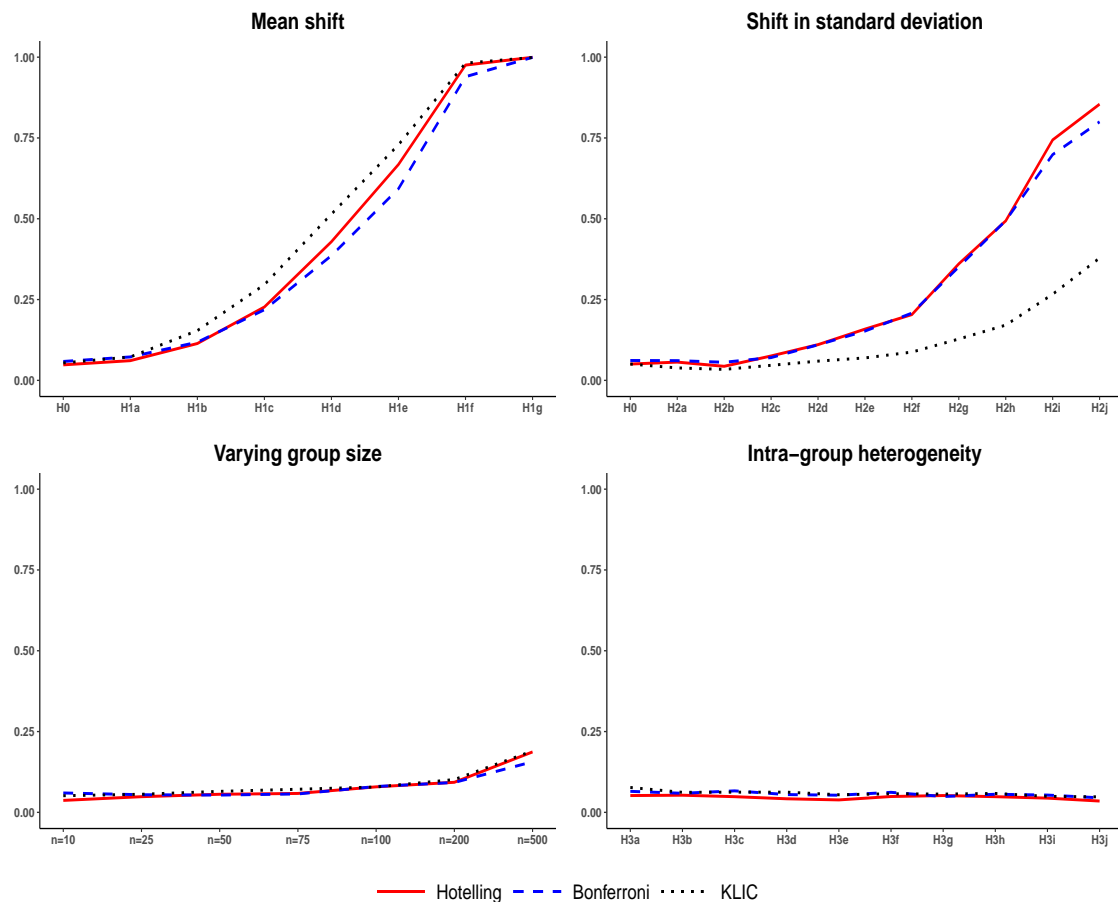 Mean shift
1.00
0.75
0.50
0.25
0.00
H0 H1a H1b H1c H1d H1e H1f H1g
Shift in standard deviation
1.00
0.75
0.50
0.25
0.00
H0 H2a H2b H2c H2d H2e H2f H2g H2h H2i H2j
Varying group size
1.00
0.75
0.50
0.25
0.00
n=10 n=25 n=50 n=75 n=100 n=200 n=500
Intra−group heterogeneity
1.00
0.75
0.50
0.25
0.00
H3a H3b H3c H3d H3e H3f H3g H3h H3i H3j
Hotelling Bonferroni KLIC